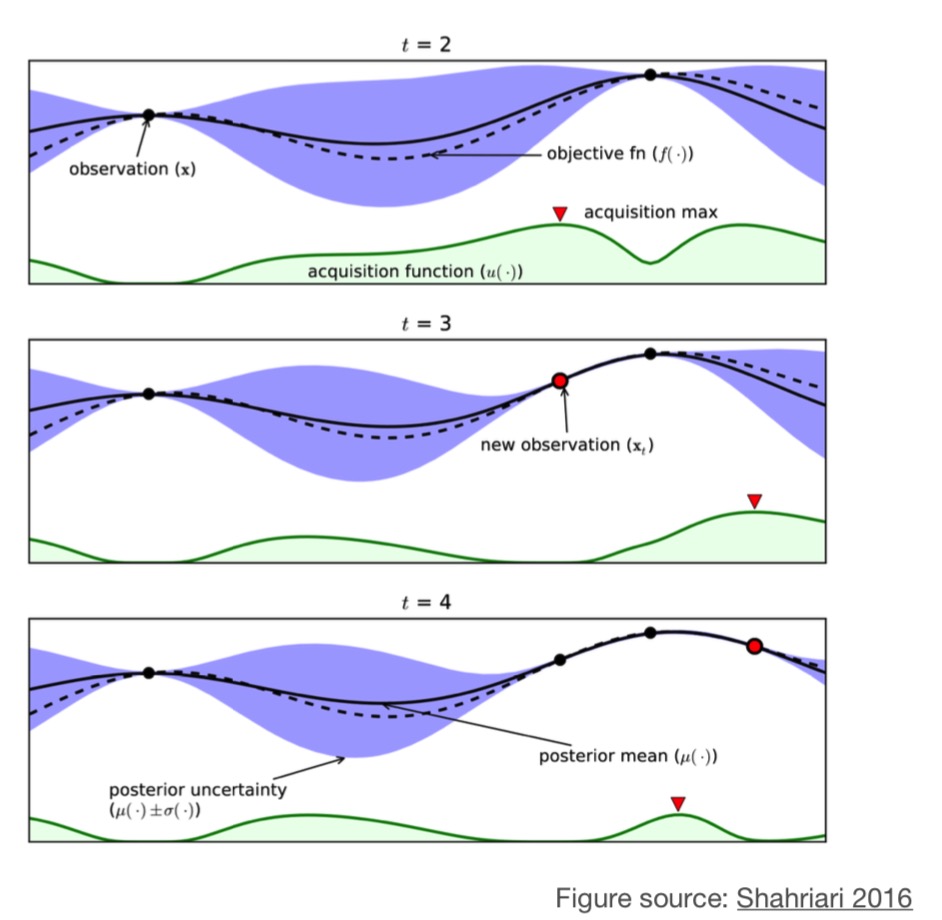 t = 2
observation (x)
objective fn (f(·))
acquisition max
acquisition function (u(·))
t = 3
new observation (xₜ)
t = 4
posterior mean (μ(·))
posterior uncertainty
(μ(·)±σ(·))
Figure source: Shahriari 2016